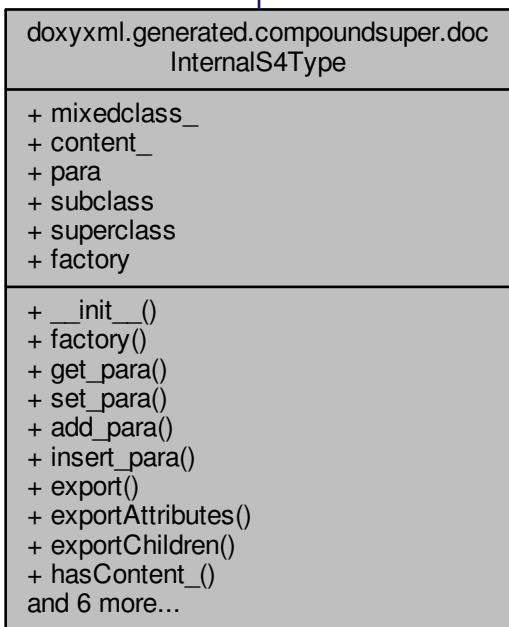 doxyxml.generated.compoundsuper.doc
InternalS4Type
+ mixedclass_
+ content_
+ para
+ subclass
+ superclass
+ factory
+ __init__()
+ factory()
+ get_para()
+ set_para()
+ add_para()
+ insert_para()
+ export()
+ exportAttributes()
+ exportChildren()
+ hasContent_()
and 6 more...